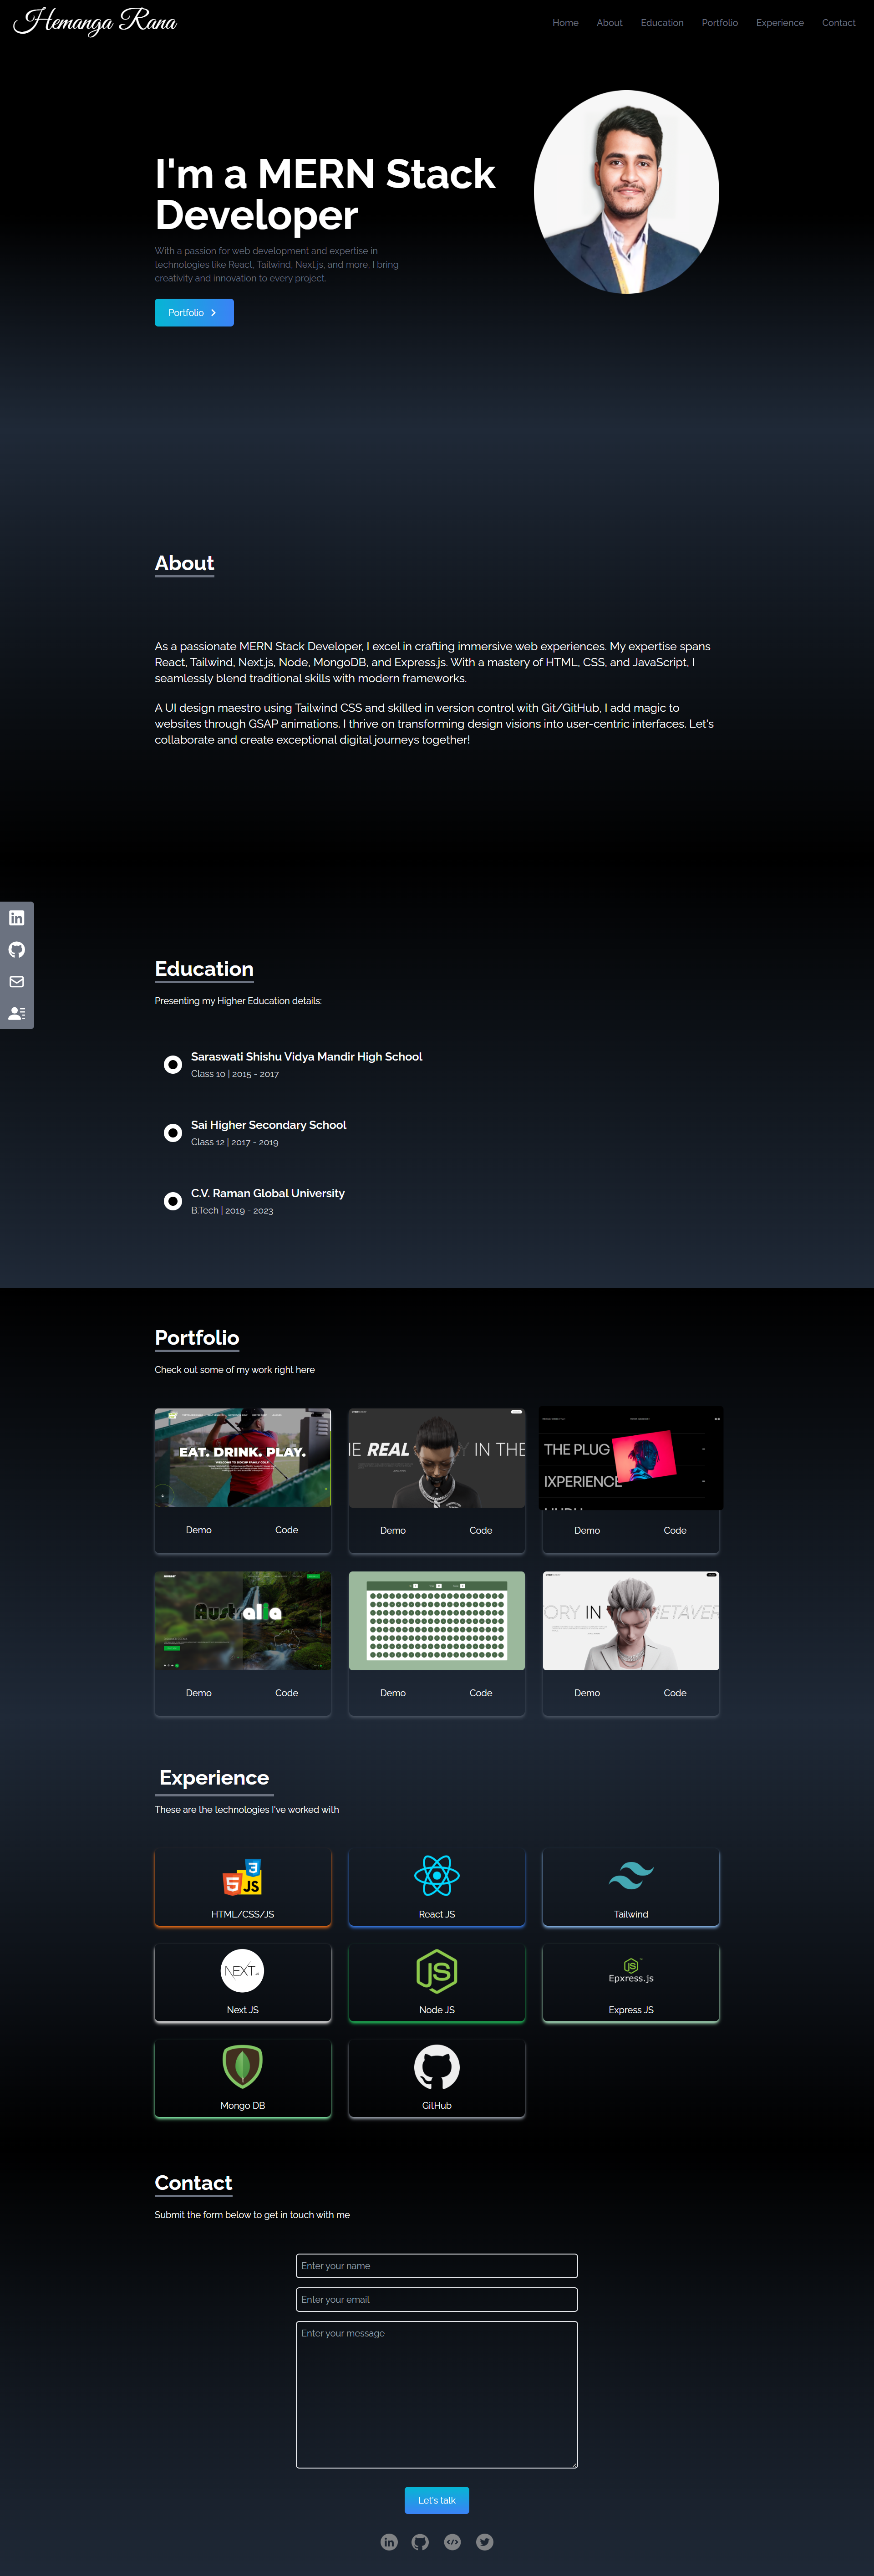 Hemanga Rana
Home About Education Portfolio Experience Contact
I'm a MERN Stack
Developer
With a passion for web development and expertise in
technologies like React, Tailwind, Next.js, and more, I bring
creativity and innovation to every project.
Portfolio
About
As a passionate MERN Stack Developer, I excel in crafting immersive web experiences. My expertise spans
React, Tailwind, Next.js, Node, MongoDB, and Express.js. With a mastery of HTML, CSS, and JavaScript, I
seamlessly blend traditional skills with modern frameworks.
A UI design maestro using Tailwind CSS and skilled in version control with Git/GitHub, I add magic to
websites through GSAP animations. I thrive on transforming design visions into user-centric interfaces. Let's
collaborate and create exceptional digital journeys together!
Education
Presenting my Higher Education details:
Saraswati Shishu Vidya Mandir High School
Class 10 | 2015 - 2017
Sai Higher Secondary School
Class 12 | 2017 - 2019
C.V. Raman Global University
B.Tech | 2019 - 2023
Portfolio
Check out some of my work right here
EAT. DRINK. PLAY.
REAL IN THE
THE PLUG
IXPERIENCE
Demo Code
Demo Code
Demo Code
Australia
ORY IN METAVER
Demo Code
Demo Code
Demo Code
Experience
These are the technologies I've worked with
3
5 JS
HTML/CSS/JS
React JS
Tailwind
NEXT
Next JS
JS
Node JS
JS
Epxress.js
Express JS
Mongo DB
GitHub
Contact
Submit the form below to get in touch with me
Enter your name
Enter your email
Enter your message
Let's talk